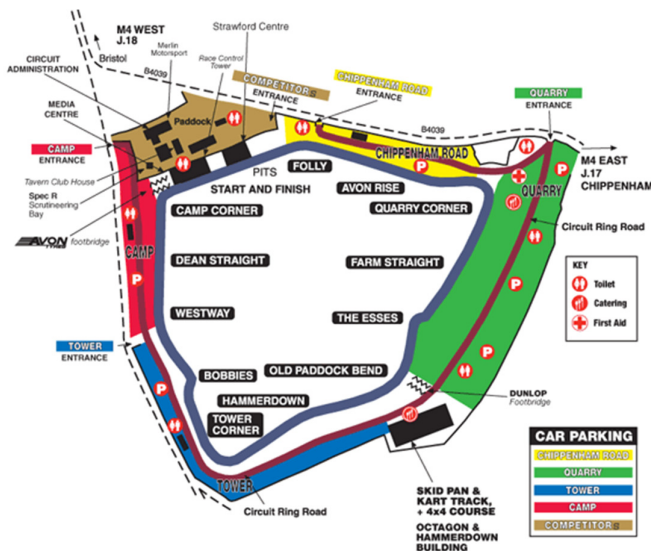 M4 WEST
J.18
Bristol
B4039
Marlin
Motorsport
Strawford Centre
Race Control
Tower
CIRCUIT
ADMINISTRATION
MEDIA
CENTRE
Paddock
COMPETITORS
ENTRANCE
CHIPPENHAM ROAD
ENTRANCE
QUARRY
ENTRANCE
B4039
M4 EAST
J.17
CHIPPENHAM
CAMP
ENTRANCE
Tavern Club House
Spec R
Scrutineering
Bay
AVON
TYRES
footbridge
PITS
START AND FINISH
FOLLY
CHIPPENHAM ROAD
P
AVON RISE
QUARRY CORNER
QUARRY
P
Circuit Ring Road
CAMP CORNER
CAMP
P
DEAN STRAIGHT
FARM STRAIGHT
P
WESTWAY
THE ESSES
KEY
Toilet
Catering
First Aid
TOWER
ENTRANCE
P
BOBBIES
OLD PADDOCK BEND
P
HAMMERDOWN
TOWER
CORNER
DUNLOP
Footbridge
TOWER
Circuit Ring Road
SKID PAN &
KART TRACK,
+ 4x4 COURSE
OCTAGON &
HAMMERDOWN
BUILDING
CAR PARKING
CHIPPENHAM ROAD
QUARRY
TOWER
CAMP
COMPETITORS